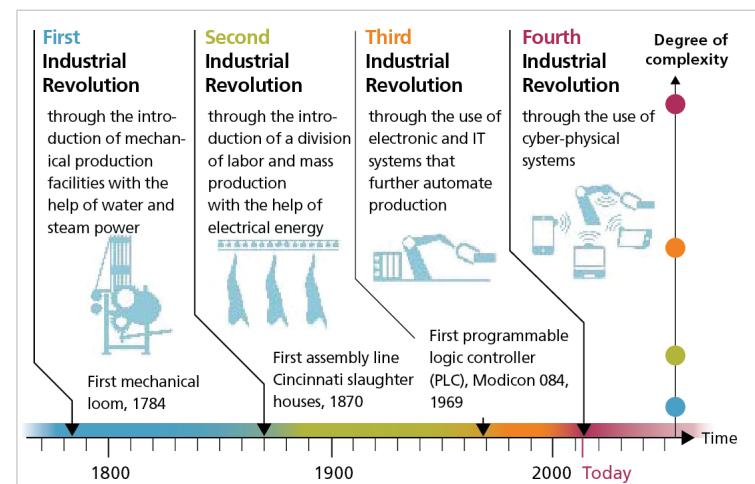 First
Industrial
Revolution
through the intro-
duction of mechan-
ical production
facilities with the
help of water and
steam power
First mechanical
loom, 1784
Second
Industrial
Revolution
through the intro-
duction of a division
of labor and mass
production
with the help of
electrical energy
First assembly line
Cincinnati slaughter
houses, 1870
Third
Industrial
Revolution
through the use of
electronic and IT
systems that
further automate
production
First programmable
logic controller
(PLC), Modicon 084,
1969
Fourth
Industrial
Revolution
through the use of
cyber-physical
systems
Degree of
complexity
Time
1800
1900
2000
Today